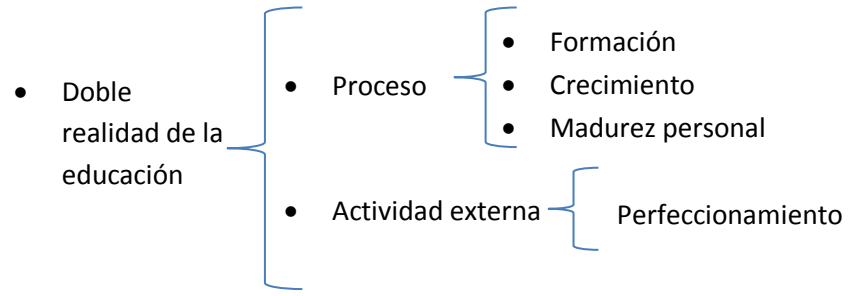 • Doble
realidad de la
educación
• Proceso
• Formación
• Crecimiento
• Madurez personal
• Actividad externa
Perfeccionamiento